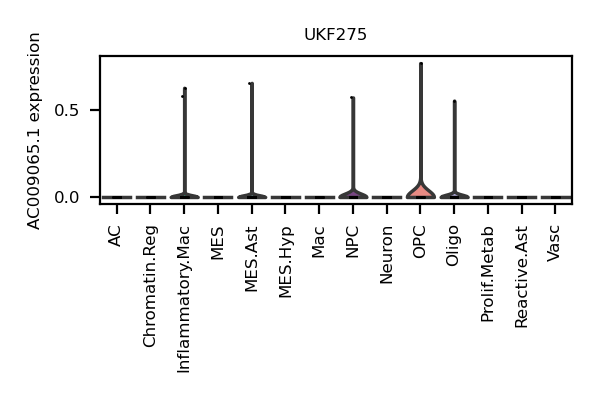 UKF275
AC009065.1 expression
0.5
0.0
AC
Chromatin.Reg
Inflammatory.Mac
MES
MES.Ast
MES.Hyp
Mac
NPC
Neuron
OPC
Oligo
Prolif.Metab
Reactive.Ast
Vasc